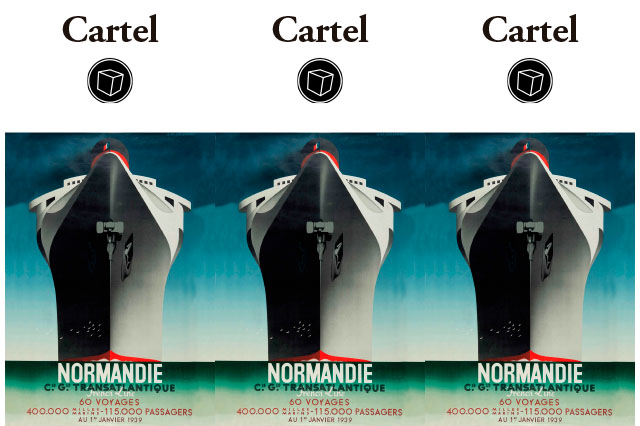 Cartel Cartel Cartel
NORMANDIE NORMANDIE NORMANDIE
Cie Gle TRANSATLANTIQUE Cie Gle TRANSATLANTIQUE Cie Gle TRANSATLANTIQUE
French Line French Line French Line
60 VOYAGES 60 VOYAGES 60 VOYAGES
400.000 MILLES-115.000 PASSAGERS 400.000 MILLES-115.000 PASSAGERS 400.000 MILLES-115.000 PASSAGERS
AU 1er JANVIER 1939 AU 1er JANVIER 1939 AU 1er JANVIER 1939